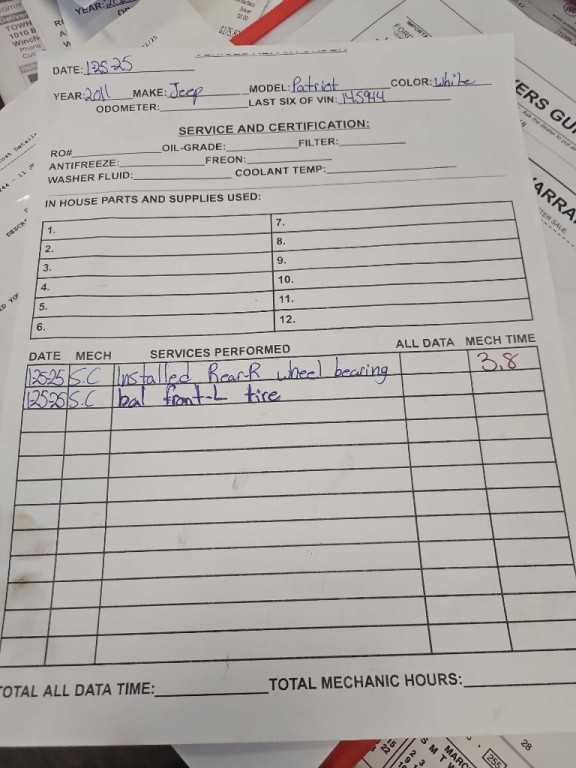 DATE: 12525
YEAR: 2011 MAKE: Jeep MODEL: Patriot COLOR: white
ODOMETER: LAST SIX OF VIN: 145944
SERVICE AND CERTIFICATION:
RO# OIL-GRADE: FILTER:
ANTIFREEZE: FREON:
WASHER FLUID: COOLANT TEMP:
IN HOUSE PARTS AND SUPPLIES USED:
1. 7.
2. 8.
3. 9.
4. 10.
5. 11.
6. 12.
DATE MECH SERVICES PERFORMED ALL DATA MECH TIME
12525 S.C Installed Rear-R wheel bearing 3.8
12525 S.C bal front-L tire
TOTAL ALL DATA TIME: TOTAL MECHANIC HOURS: